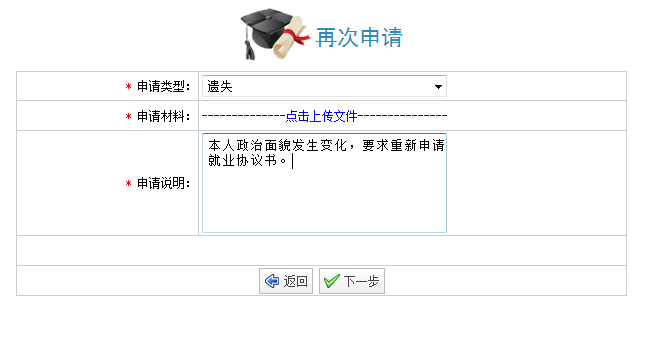 再次申请
* 申请类型： 遗失
* 申请材料： --------------点击上传文件---------------
* 申请说明： 本人政治面貌发生变化，要求重新申请
就业协议书。
返回 下一步